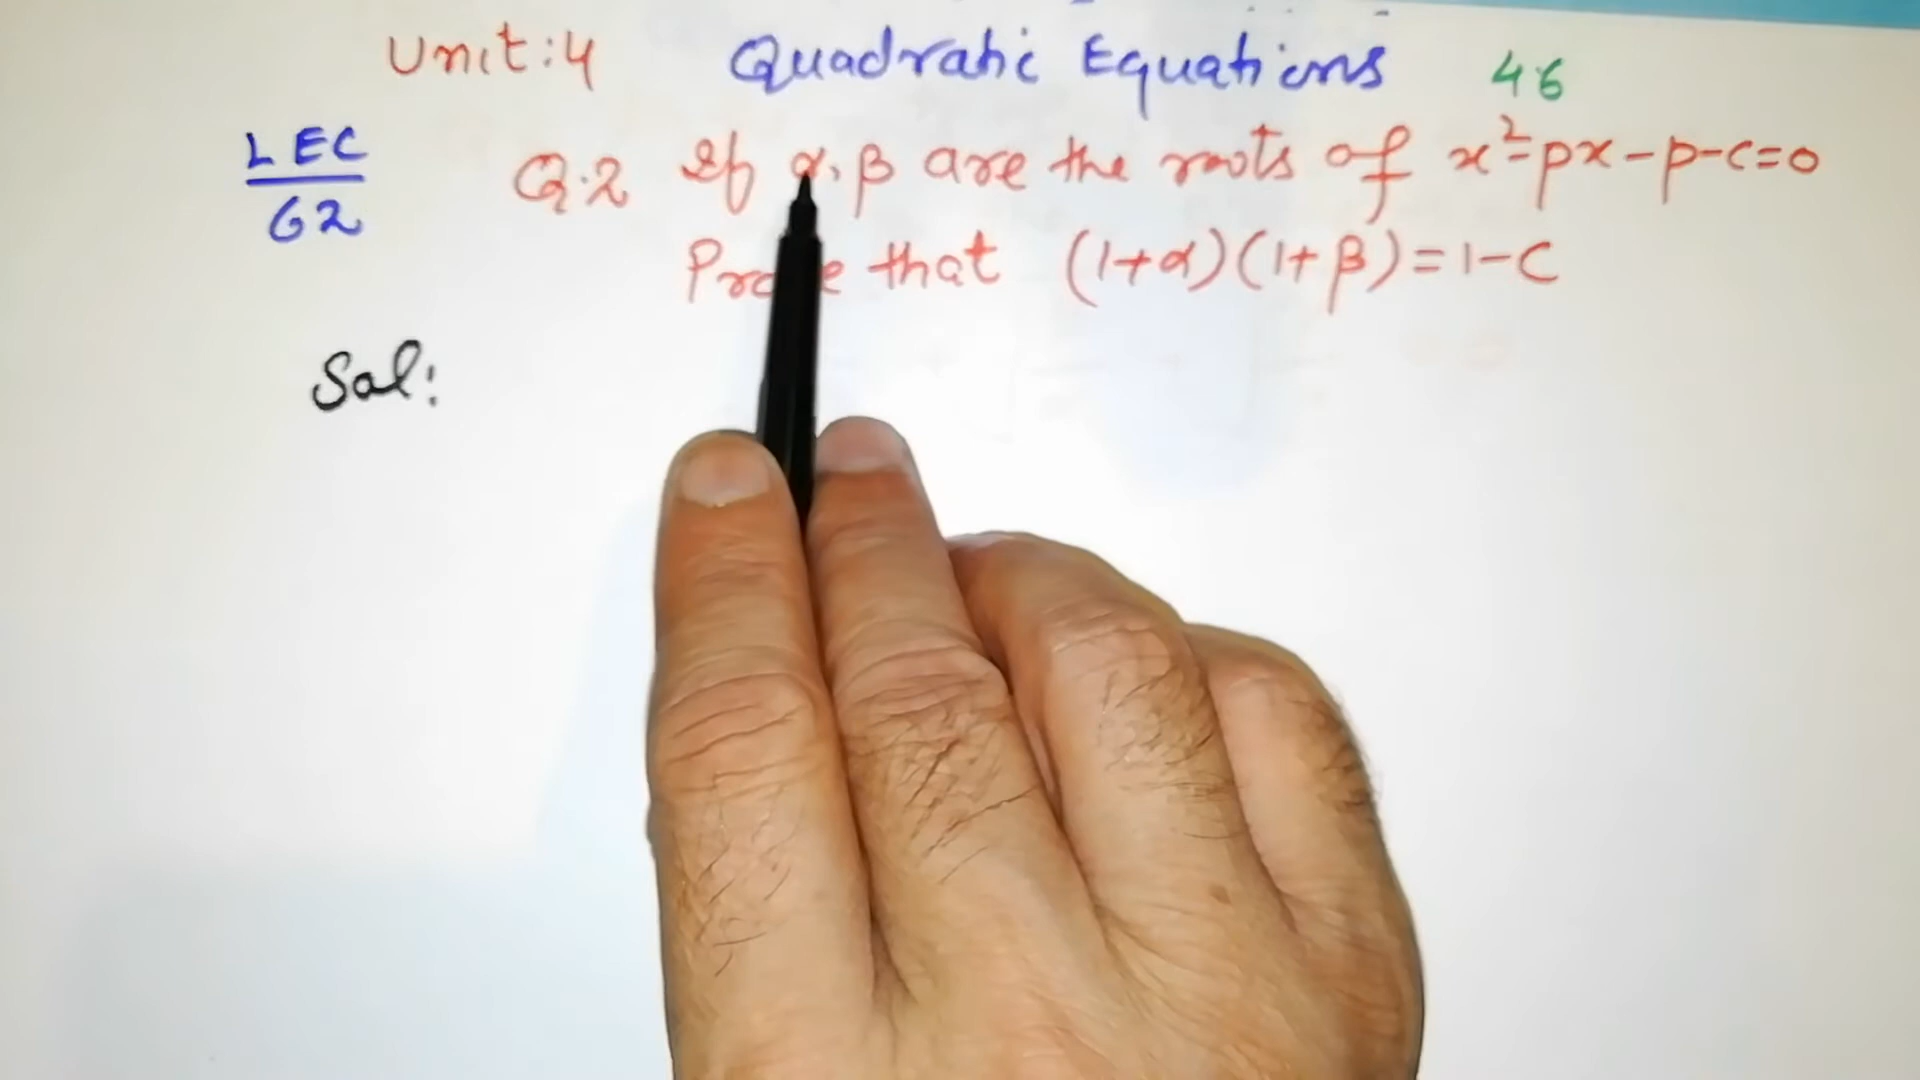 Unit:4 Quadratic Equations 46
LEC
62
Q.2 If α, β are the roots of x²-px-p-c=0
Prove that (1+α)(1+β)=1-C
Sol: